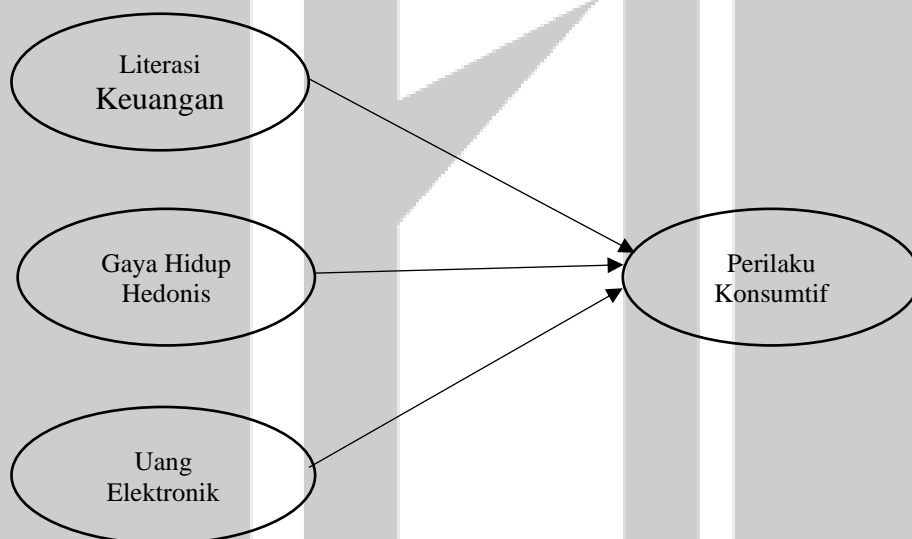 Literasi
Keuangan
Gaya Hidup
Hedonis
Perilaku
Konsumtif
Uang
Elektronik